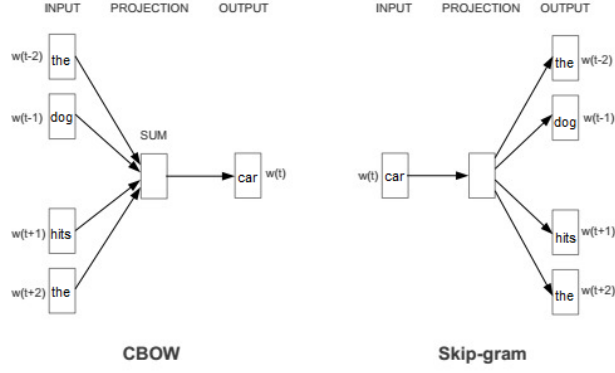 INPUT PROJECTION OUTPUT
w(t-2) the
w(t-1) dog
SUM
car w(t)
w(t+1) hits
w(t+2) the
CBOW
INPUT PROJECTION OUTPUT
the w(t-2)
dog w(t-1)
w(t) car
hits w(t+1)
the w(t+2)
Skip-gram